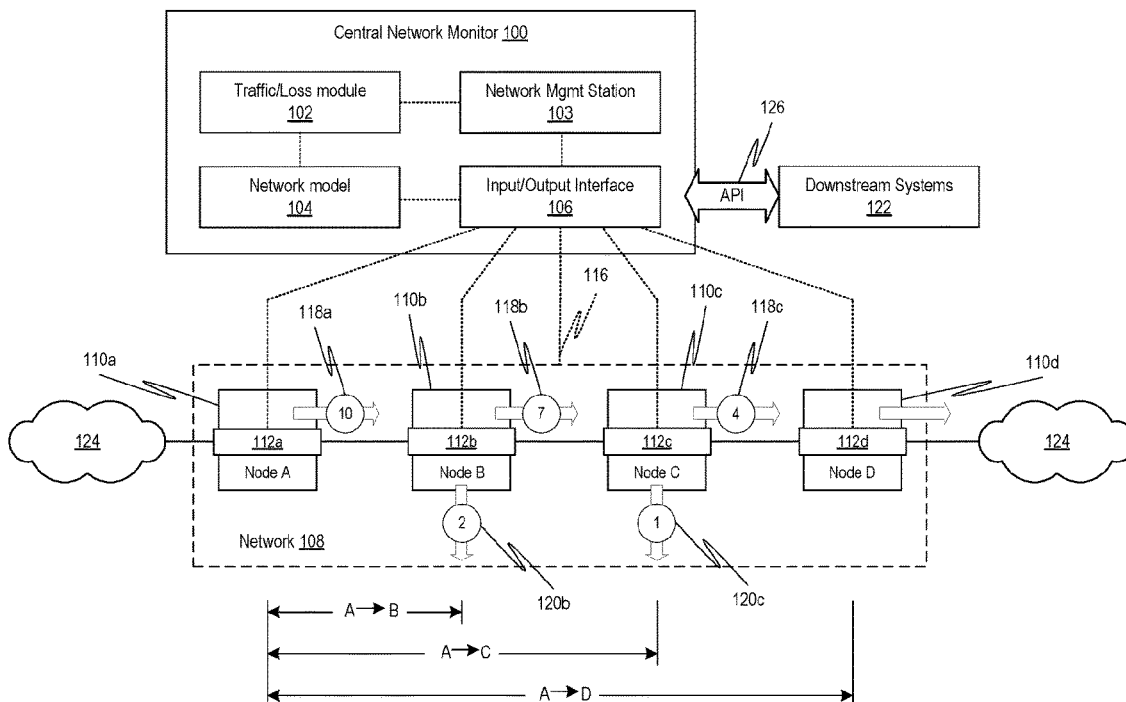 Central Network Monitor 100
Traffic/Loss module
102
Network Mgmt Station
103
126
Network model
104
Input/Output Interface
106
API
Downstream Systems
122
116
110a
118a
110b
118b
110c
118c
110d
10
7
4
124
112a
112b
112c
112d
124
Node A
Node B
Node C
Node D
2
1
Network 108
120b
120c
A → B
A → C
A → D